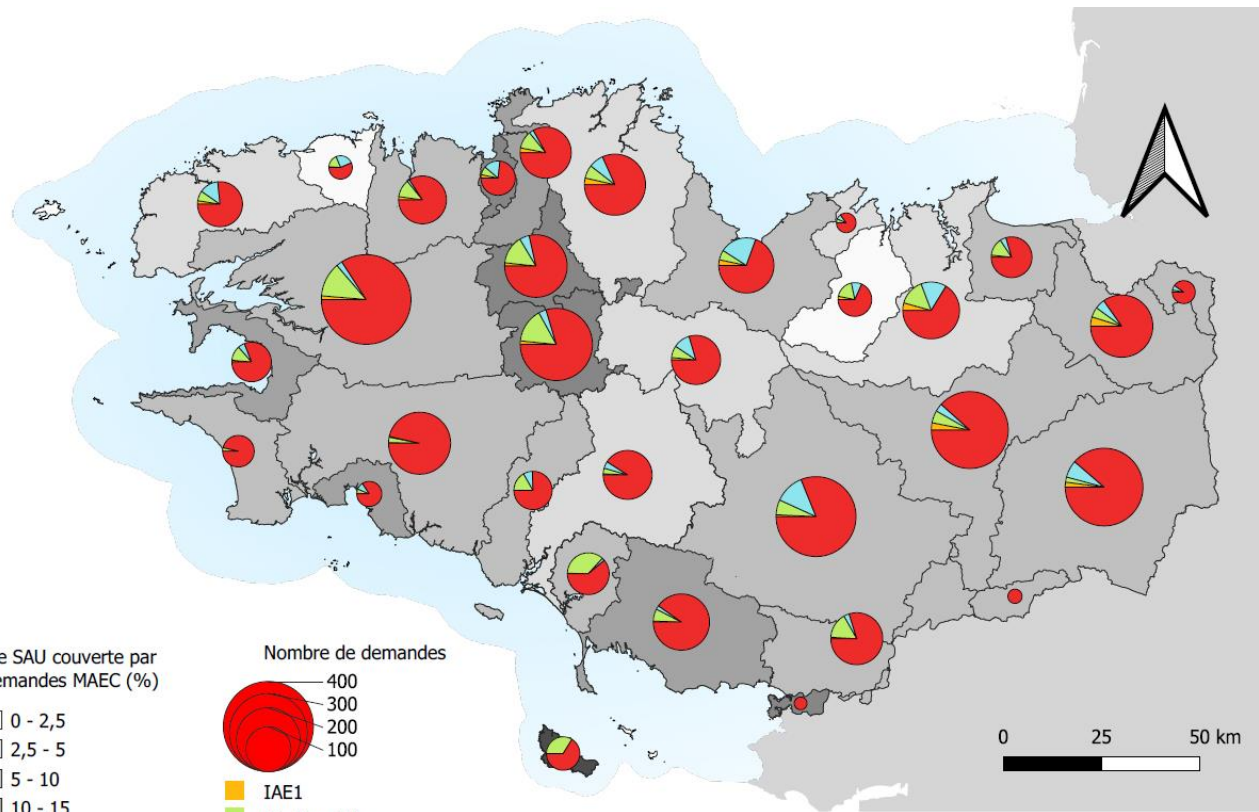 e SAU couverte par
emandes MAEC (%)
0 - 2,5
2,5 - 5
5 - 10
10 - 15
Nombre de demandes
400
300
200
100
IAE1
0 25 50 km